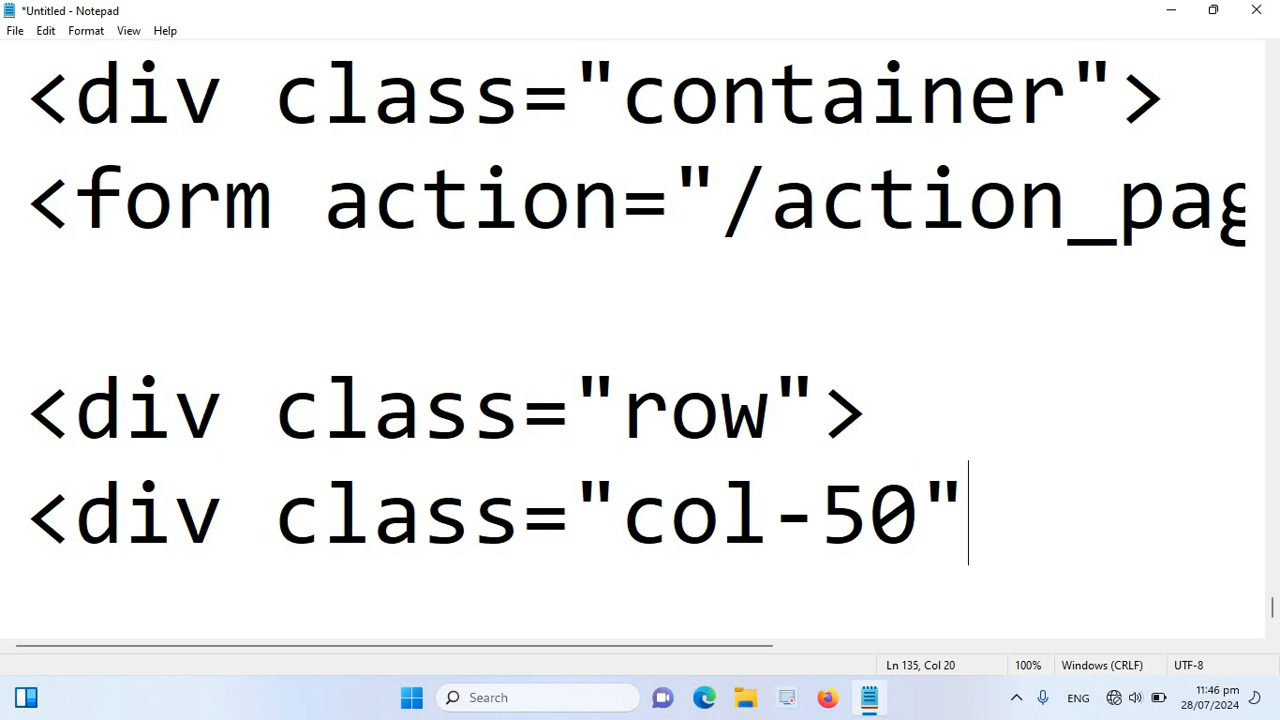 *Untitled - Notepad
File Edit Format View Help
<div class="container">
<form action="/action_pag
<div class="row">
<div class="col-50"
Ln 135, Col 20 100% Windows (CRLF) UTF-8
Search ENG 11:46 pm
28/07/2024